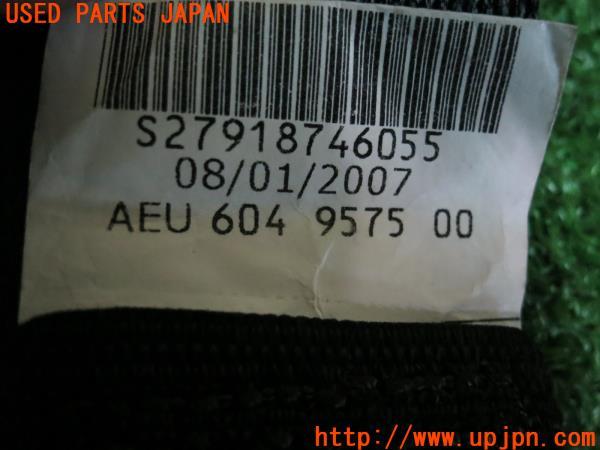 USED PARTS JAPAN
S27918746055
08/01/2007
AEU 604 9575 00
http://www.upjpn.com/